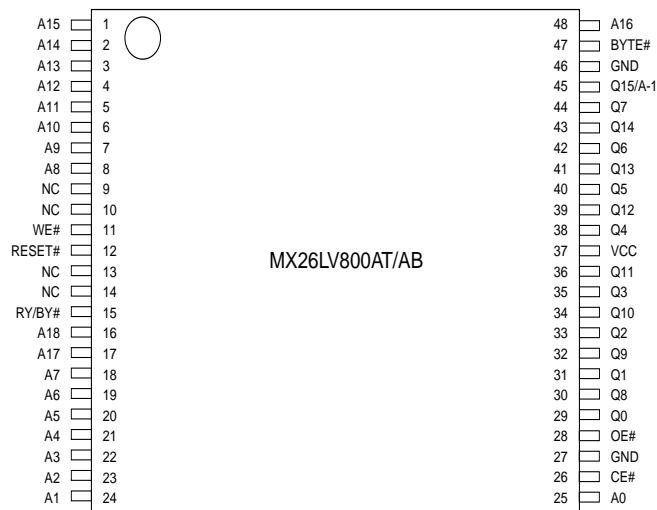 A15 1 48 A16
A14 2 47 BYTE#
A13 3 46 GND
A12 4 45 Q15/A-1
A11 5 44 Q7
A10 6 43 Q14
A9 7 42 Q6
A8 8 41 Q13
NC 9 40 Q5
NC 10 39 Q12
WE# 11 38 Q4
RESET# 12 37 VCC
MX26LV800AT/AB
NC 13 36 Q11
NC 14 35 Q3
RY/BY# 15 34 Q10
A18 16 33 Q2
A17 17 32 Q9
A7 18 31 Q1
A6 19 30 Q8
A5 20 29 Q0
A4 21 28 OE#
A3 22 27 GND
A2 23 26 CE#
A1 24 25 A0